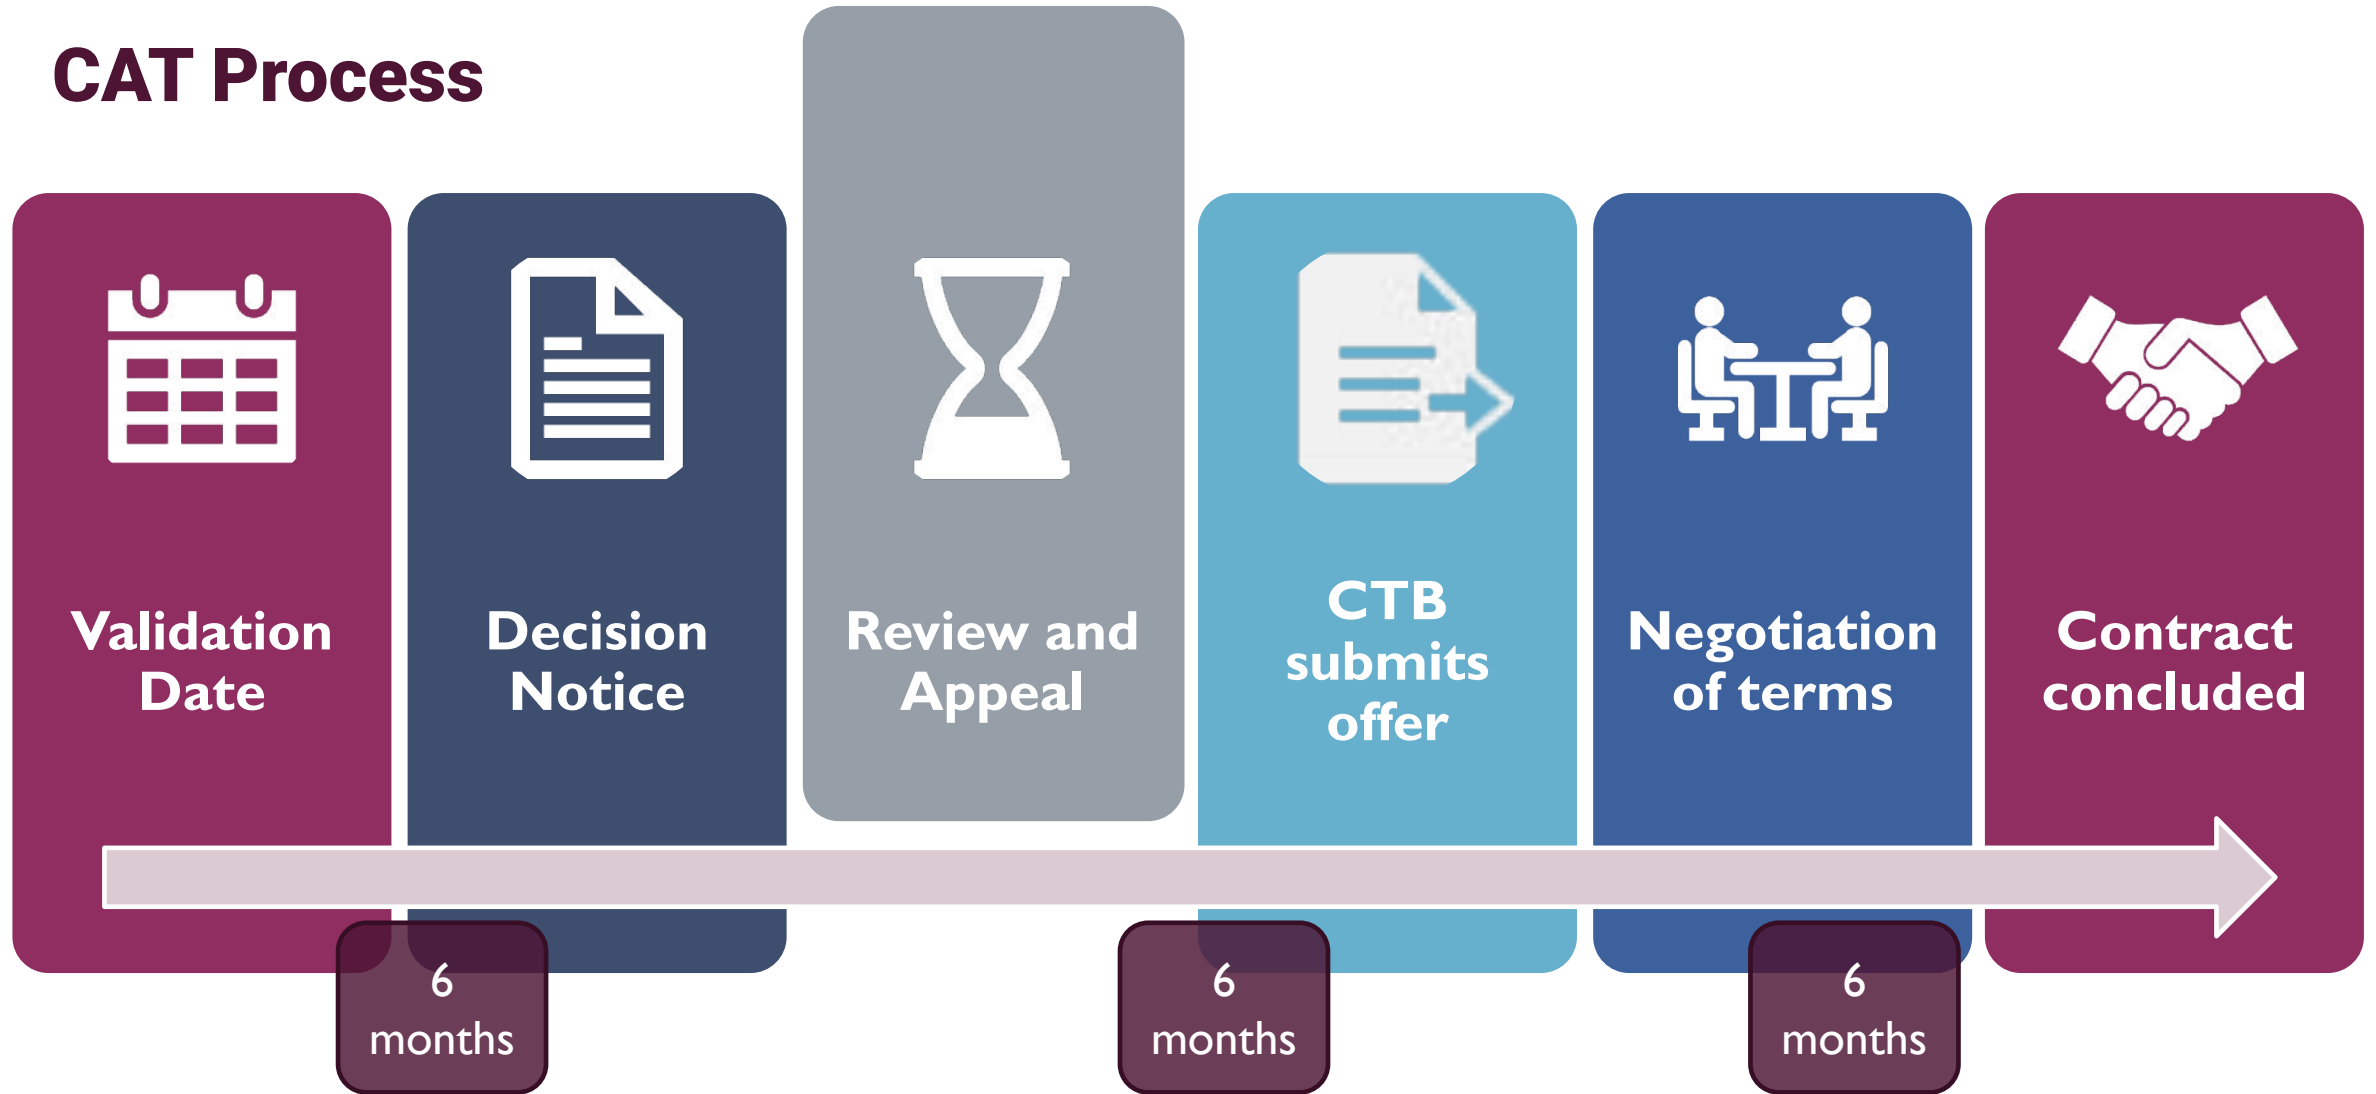 CAT Process
Validation
Date
Decision
Notice
Review and
Appeal
CTB
submits
offer
Negotiation
of terms
Contract
concluded
6
months
6
months
6
months